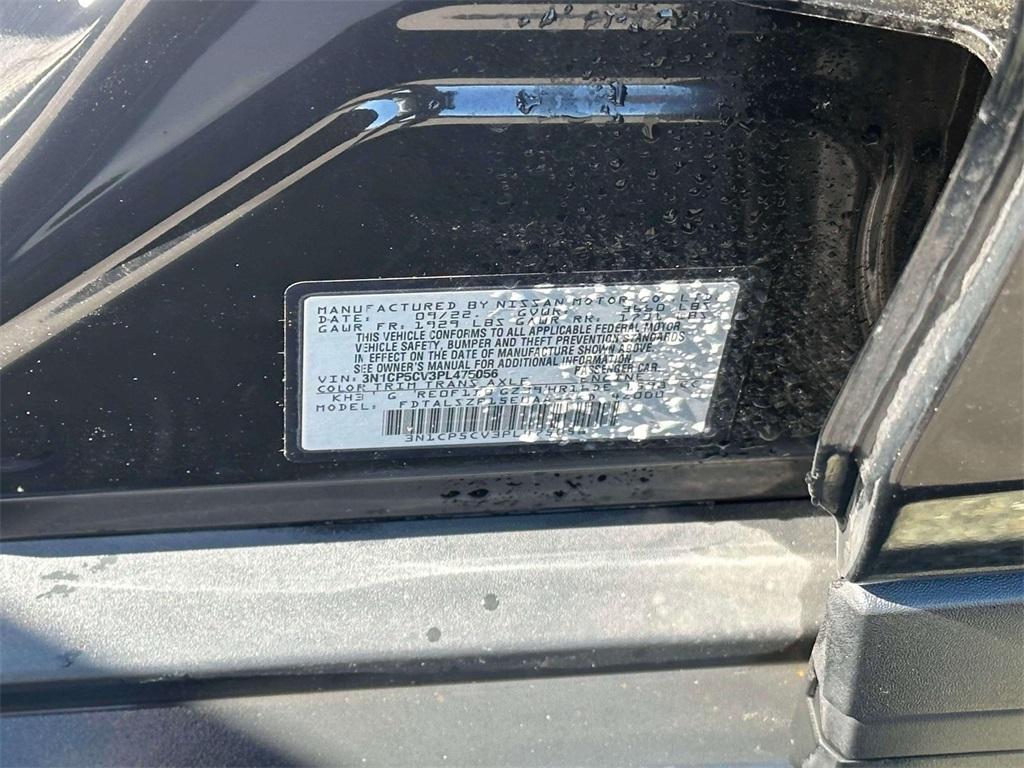 MANUFACTURED BY NISSAN MOTOR CO. LTD
DATE: 09/22. GVWR: 3650 LBS
GAWR FR: 1929 LBS GAWR RR: LBS
THIS VEHICLE CONFORMS TO ALL APPLICABLE FEDERAL MOTOR
VEHICLE SAFETY, BUMPER AND THEFT PREVENTION STANDARDS
IN EFFECT ON THE DATE OF MANUFACTURE SHOWN ABOVE.
SEE OWNER'S MANUAL FOR ADDITIONAL INFORMATION.
VIN: 3N1CP5CV3PL475056 PASSENGER CAR
COLOR TRIM TRANS AXLE ENGINE
KH3 G CC
MODEL: